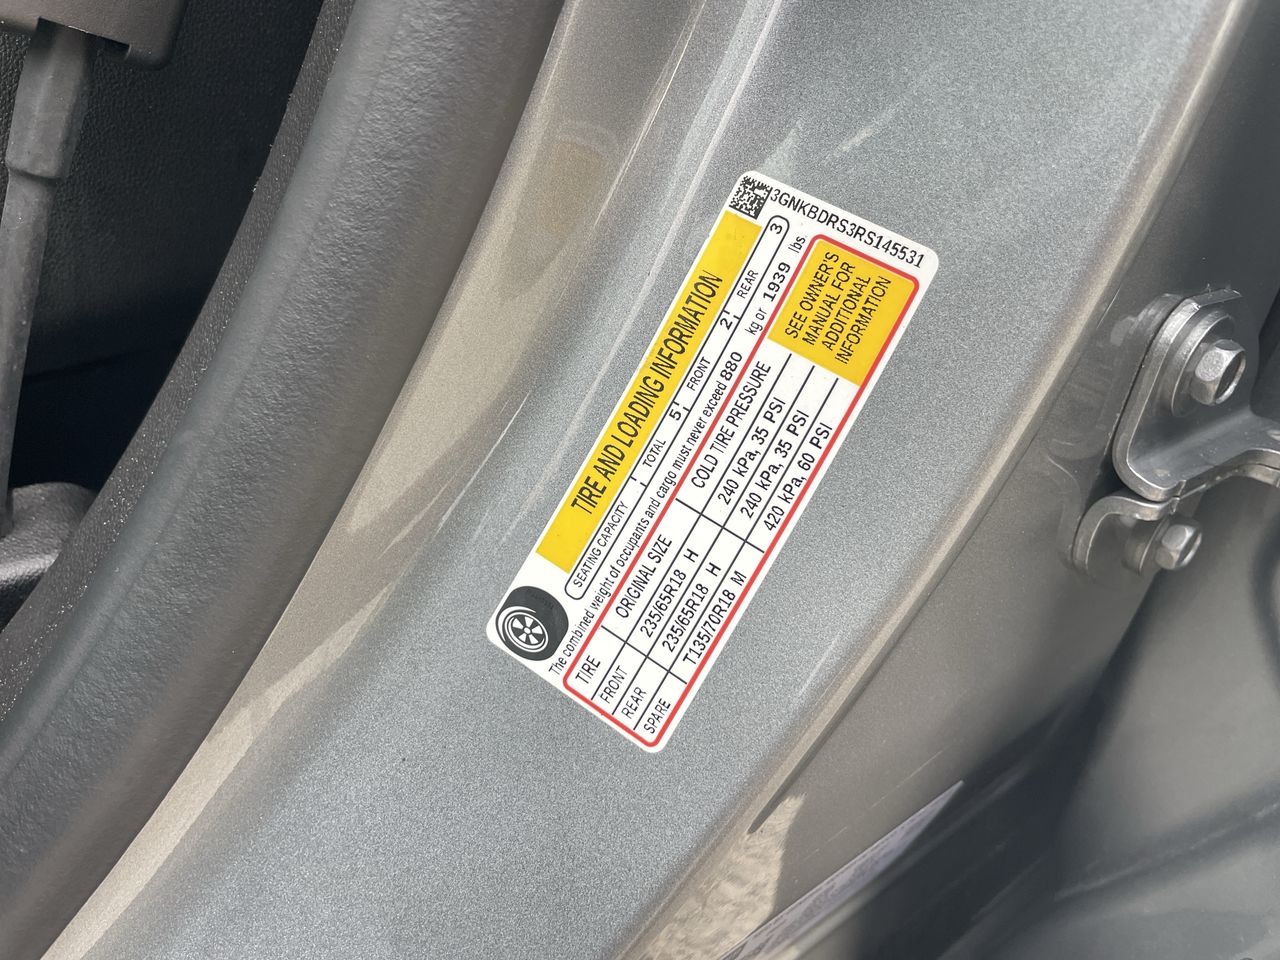 3GNKBDRS3RS145531
TIRE AND LOADING INFORMATION
SEATING CAPACITY TOTAL 5 FRONT 2 REAR 3
The combined weight of occupants and cargo must never exceed 880 kg or 1939 lbs.
TIRE ORIGINAL SIZE COLD TIRE PRESSURE
FRONT 235/65R18 H 240 kPa, 35 PSI
REAR 235/65R18 H 240 kPa, 35 PSI
SPARE T135/70R18 M 420 kPa, 60 PSI
SEE OWNER'S
MANUAL FOR
ADDITIONAL
INFORMATION